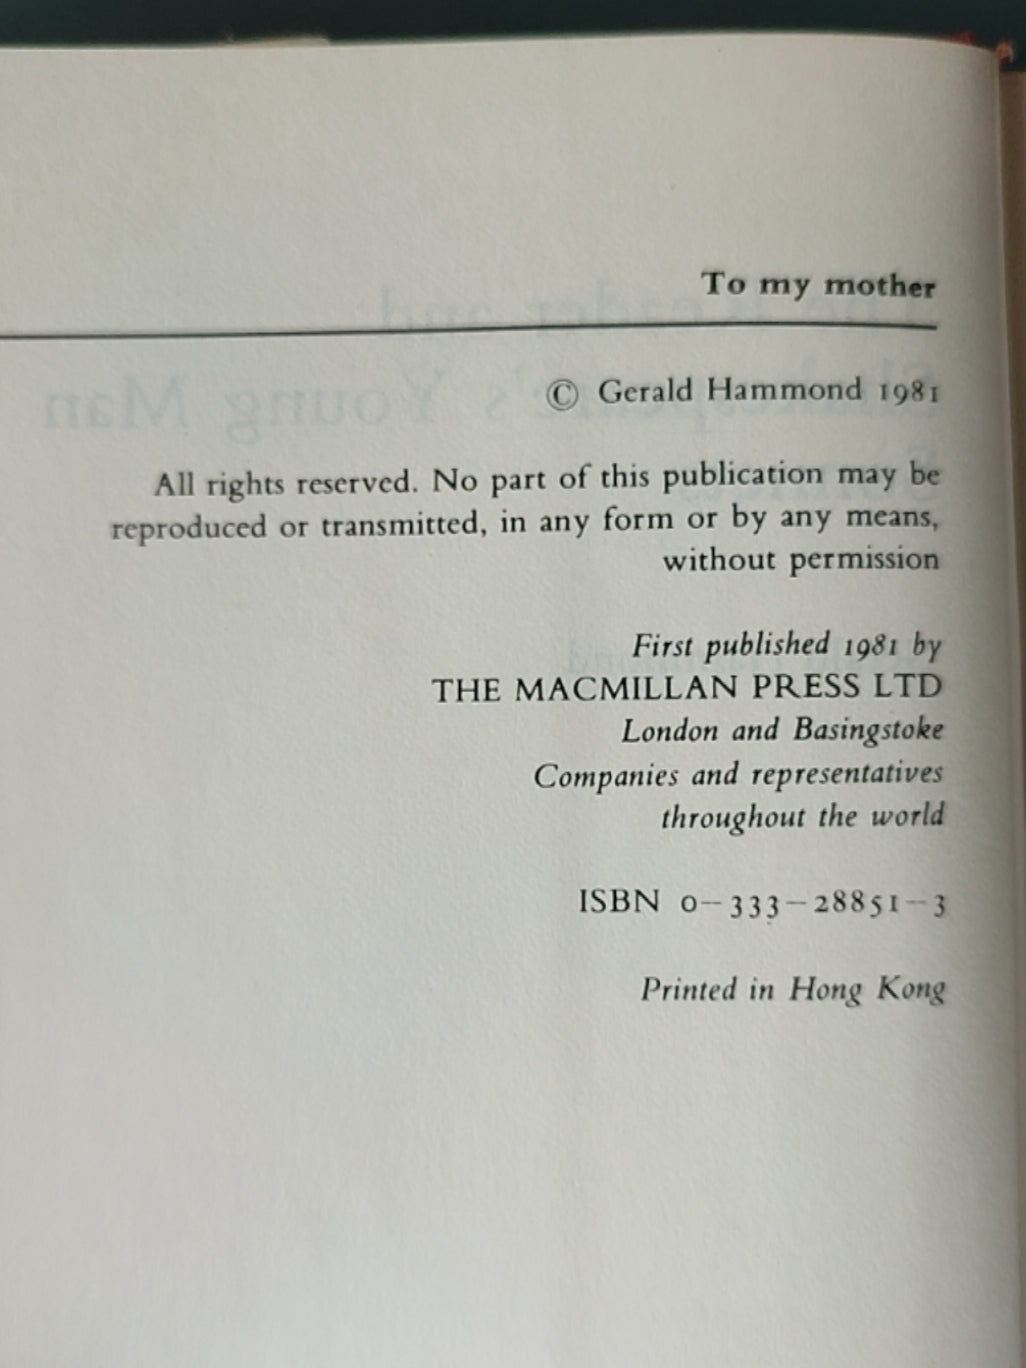 To my mother
© Gerald Hammond 1981
All rights reserved. No part of this publication may be
reproduced or transmitted, in any form or by any means,
without permission
First published 1981 by
THE MACMILLAN PRESS LTD
London and Basingstoke
Companies and representatives
throughout the world
ISBN 0–333–28851–3
Printed in Hong Kong